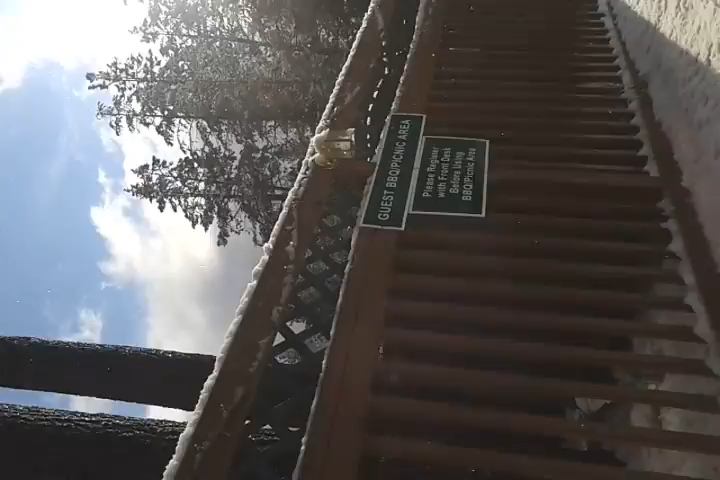 GUEST BBQ/PICNIC AREA
Please Register
with Front Desk
Before Using
BBQ/Picnic Area